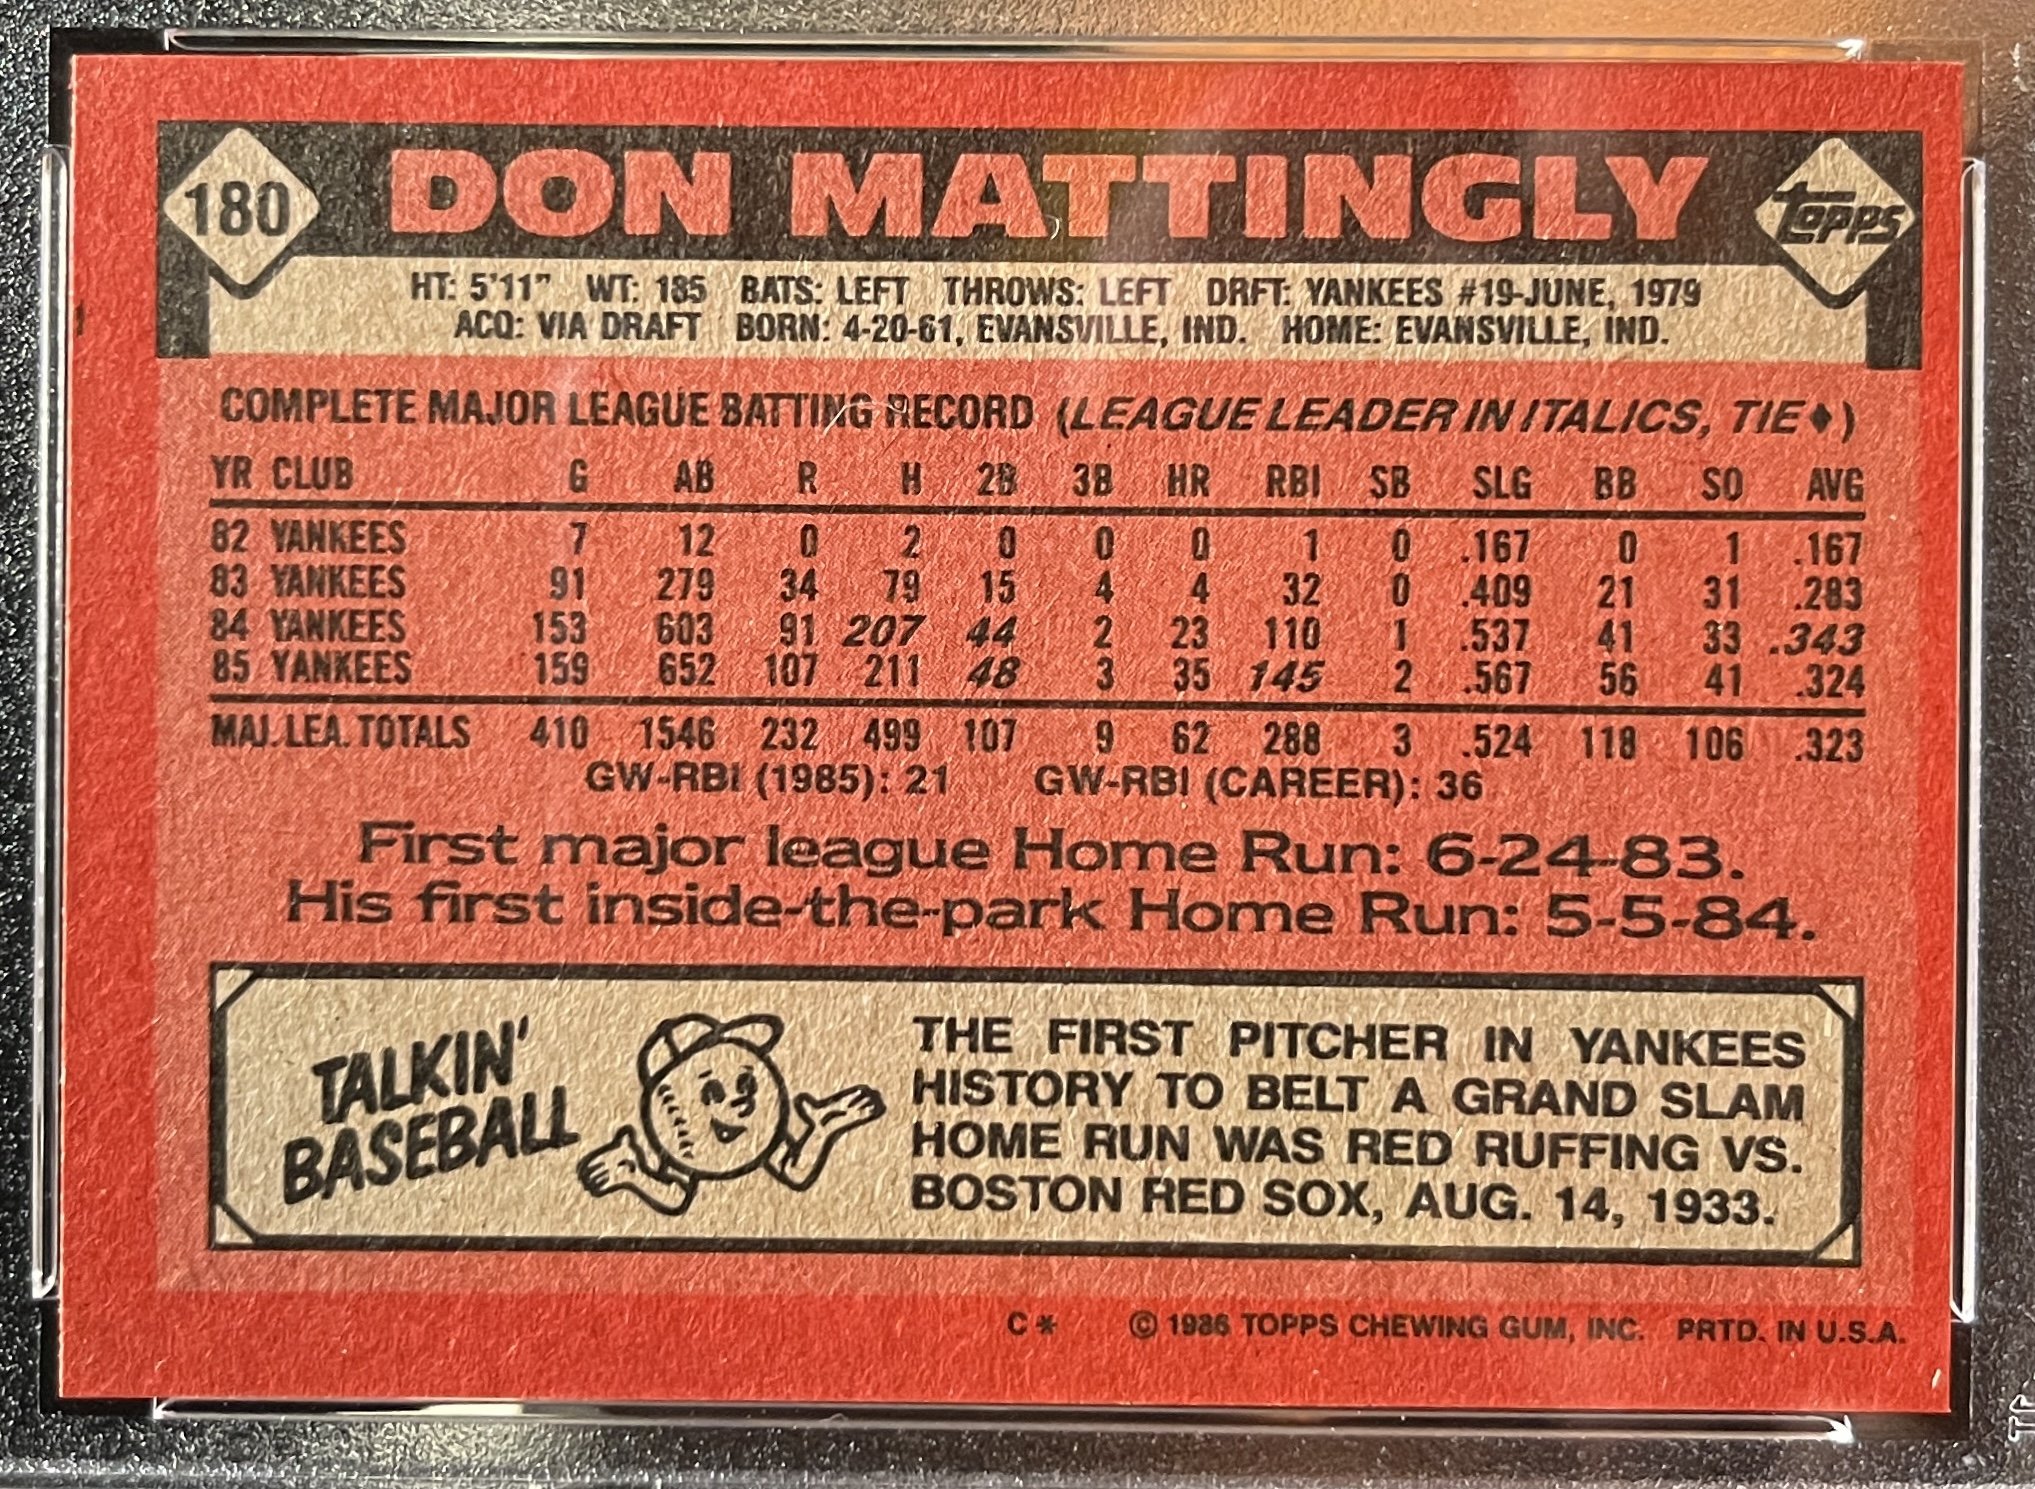 180 DON MATTINGLY TOPPS
HT: 5'11" WT: 185 BATS: LEFT THROWS: LEFT DRFT: YANKEES #19-JUNE, 1979
ACQ: VIA DRAFT BORN: 4-20-61, EVANSVILLE, IND. HOME: EVANSVILLE, IND.
COMPLETE MAJOR LEAGUE BATTING RECORD (LEAGUE LEADER IN ITALICS, TIE♦)
YR CLUB G AB R H 2B 3B HR RBI SB SLG BB SO AVG
82 YANKEES 7 12 0 2 0 0 0 1 0 .167 0 1 .167
83 YANKEES 91 279 34 79 15 4 4 32 0 .409 21 31 .283
84 YANKEES 153 603 91 207 44 2 23 110 1 .537 41 33 .343
85 YANKEES 159 652 107 211 48 3 35 145 2 .567 56 41 .324
MAJ. LEA. TOTALS 410 1546 232 499 107 9 62 288 3 .524 118 106 .323
GW-RBI (1985): 21 GW-RBI (CAREER): 36
First major league Home Run: 6-24-83.
His first inside-the-park Home Run: 5-5-84.
TALKIN'
BASEBALL
THE FIRST PITCHER IN YANKEES
HISTORY TO BELT A GRAND SLAM
HOME RUN WAS RED RUFFING VS.
BOSTON RED SOX, AUG. 14, 1933.
C* © 1986 TOPPS CHEWING GUM, INC. PRTD. IN U.S.A.